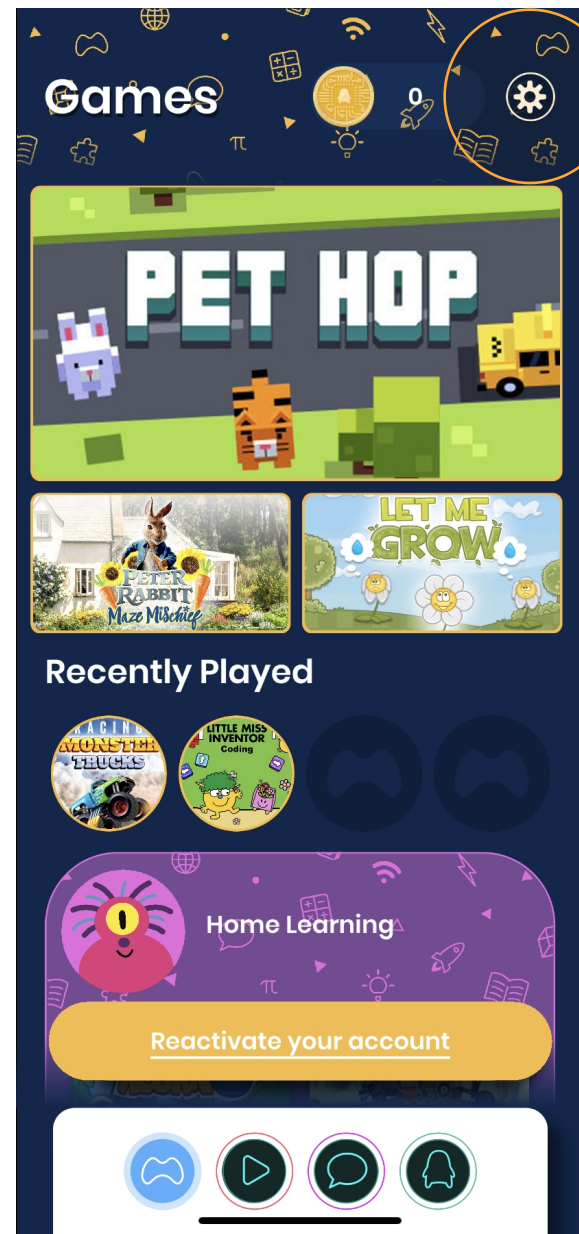 Games
0
PET HOP
PETER
RABBIT
Maze Mischief
LET ME
GROW
Recently Played
RACING
MONSTER
TRUCKS
LITTLE MISS
INVENTOR
Coding
Home Learning
Reactivate your account